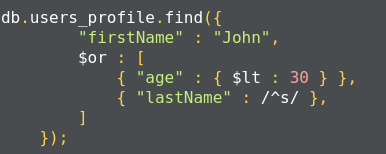 db.users_profile.find({
        "firstName" : "John",
        $or : [
            { "age" : { $lt : 30 } },
            { "lastName" : /^s/ },
        ]
    });